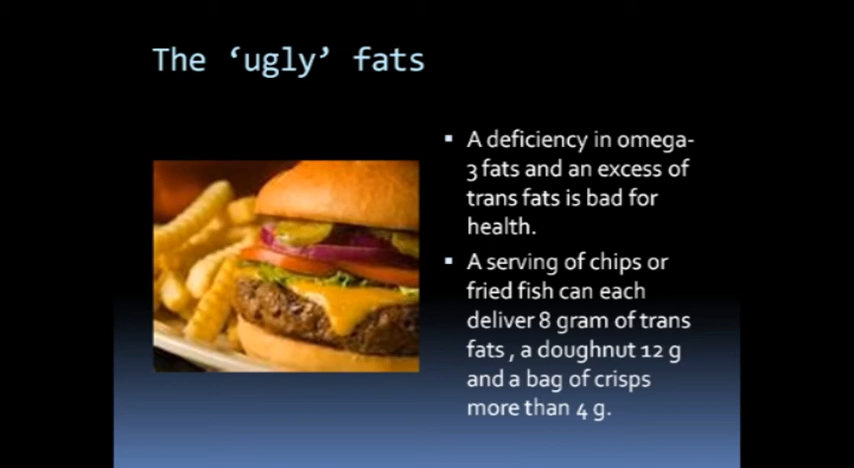 The ‘ugly’ fats
A deficiency in omega-
3 fats and an excess of
trans fats is bad for
health.
A serving of chips or
fried fish can each
deliver 8 gram of trans
fats , a doughnut 12 g
and a bag of crisps
more than 4 g.